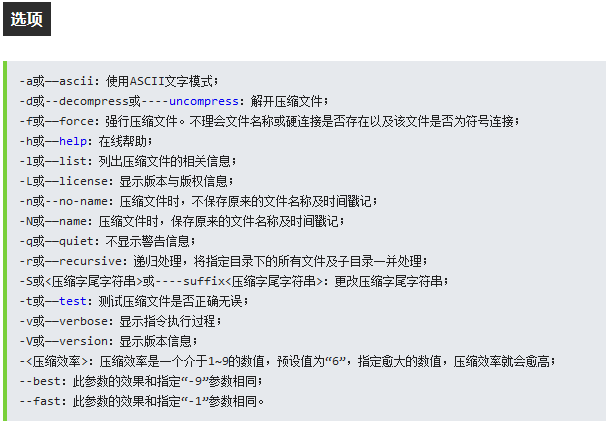 选项
-a或——ascii：使用ASCII文字模式；
-d或--decompress或----uncompress：解开压缩文件；
-f或——force：强行压缩文件。不理会文件名称或硬连接是否存在以及该文件是否为符号连接；
-h或——help：在线帮助；
-l或——list：列出压缩文件的相关信息；
-L或——license：显示版本与版权信息；
-n或--no-name：压缩文件时，不保存原来的文件名称及时间戳记；
-N或——name：压缩文件时，保存原来的文件名称及时间戳记；
-q或——quiet：不显示警告信息；
-r或——recursive：递归处理，将指定目录下的所有文件及子目录一并处理；
-S或<压缩字尾字符串>或----suffix<压缩字尾字符串>：更改压缩字尾字符串；
-t或——test：测试压缩文件是否正确无误；
-v或——verbose：显示指令执行过程；
-V或——version：显示版本信息；
-<压缩效率>：压缩效率是一个介于1~9的数值，预设值为“6”，指定愈大的数值，压缩效率就会愈高；
--best：此参数的效果和指定“-9”参数相同；
--fast：此参数的效果和指定“-1”参数相同。